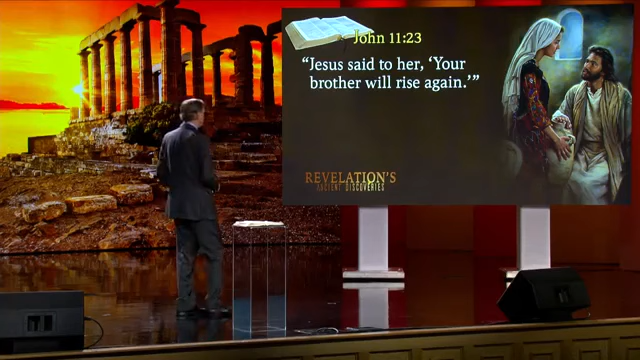 John 11:23
“Jesus said to her, ‘Your
brother will rise again.’”
REVELATION'S
ANCIENT DISCOVERIES